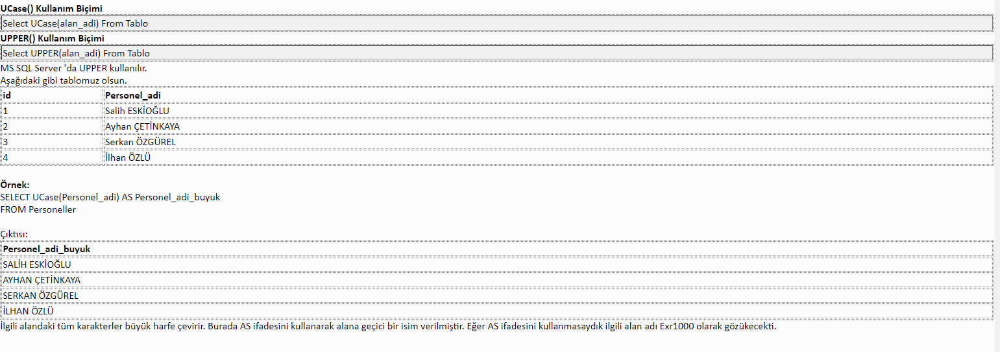 UCase() Kullanım Biçimi
Select UCase(alan_adi) From Tablo
UPPER() Kullanım Biçimi
Select UPPER(alan_adi) From Tablo
MS SQL Server 'da UPPER kullanılır.
Aşağıdaki gibi tablomuz olsun.
id Personel_adi
1 Salih ESKİOĞLU
2 Ayhan ÇETİNKAYA
3 Serkan ÖZGÜREL
4 İlhan ÖZLÜ
Örnek:
SELECT UCase(Personel_adi) AS Personel_adi_buyuk
FROM Personeller
Çıktısı:
Personel_adi_buyuk
SALİH ESKİOĞLU
AYHAN ÇETİNKAYA
SERKAN ÖZGÜREL
İLHAN ÖZLÜ
İlgili alandaki tüm karakterler büyük harfe çevirir. Burada AS ifadesini kullanarak alana geçici bir isim verilmiştir. Eğer AS ifadesini kullanmasaydık ilgili alan adı Exr1000 olarak gözükecekti.